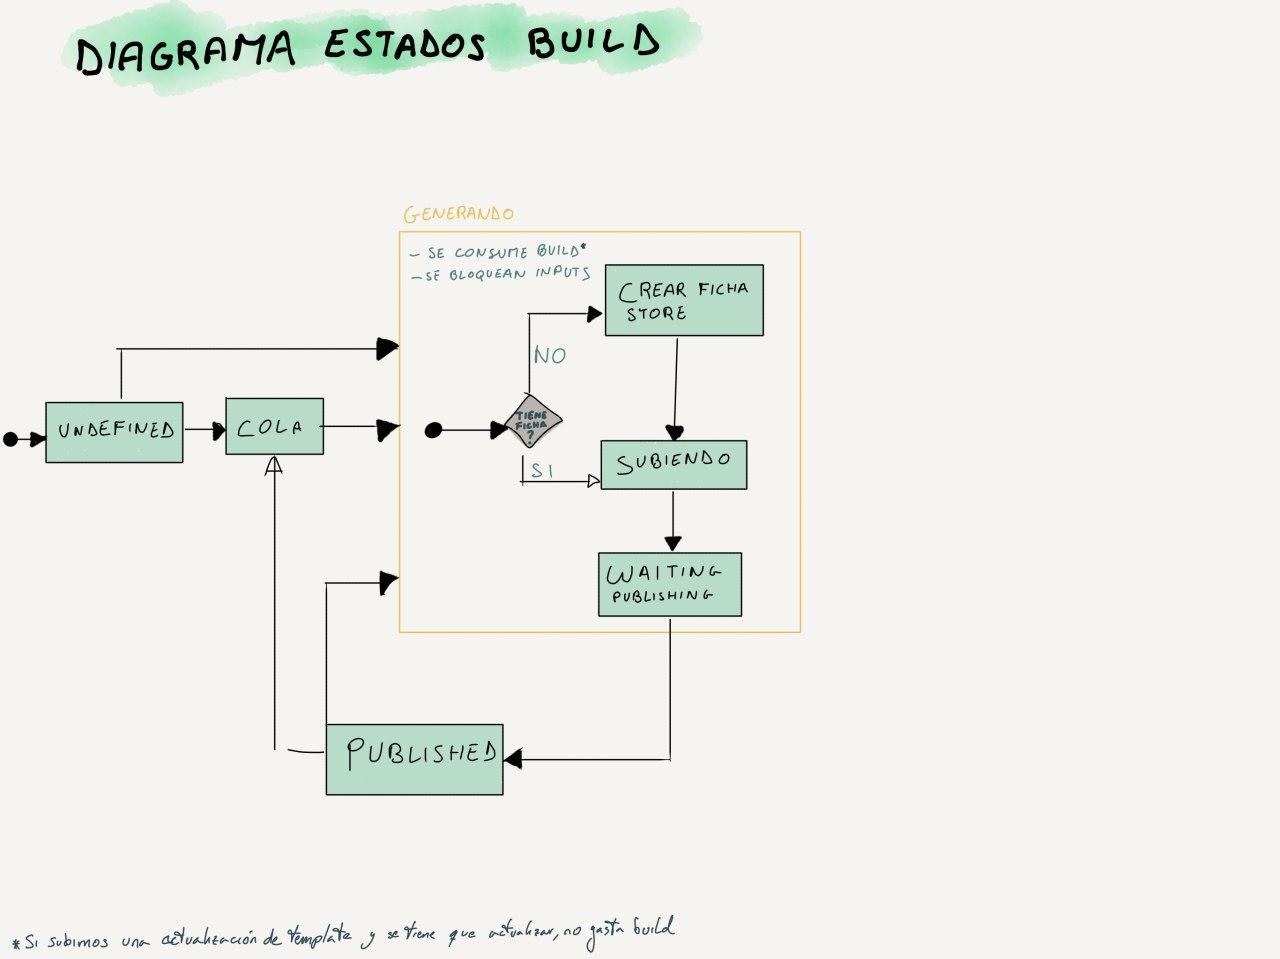 DIAGRAMA ESTADOS BUILD
GENERANDO
- SE CONSUME BUILD*
- SE BLOQUEAN INPUTS
CREAR FICHA
STORE
NO
UNDEFINED
COLA
TIENE
FICHA
?
SI
SUBIENDO
WAITING
PUBLISHING
PUBLISHED
*Si subimos una actualización de template y se tiene que actualizar, no gasta build